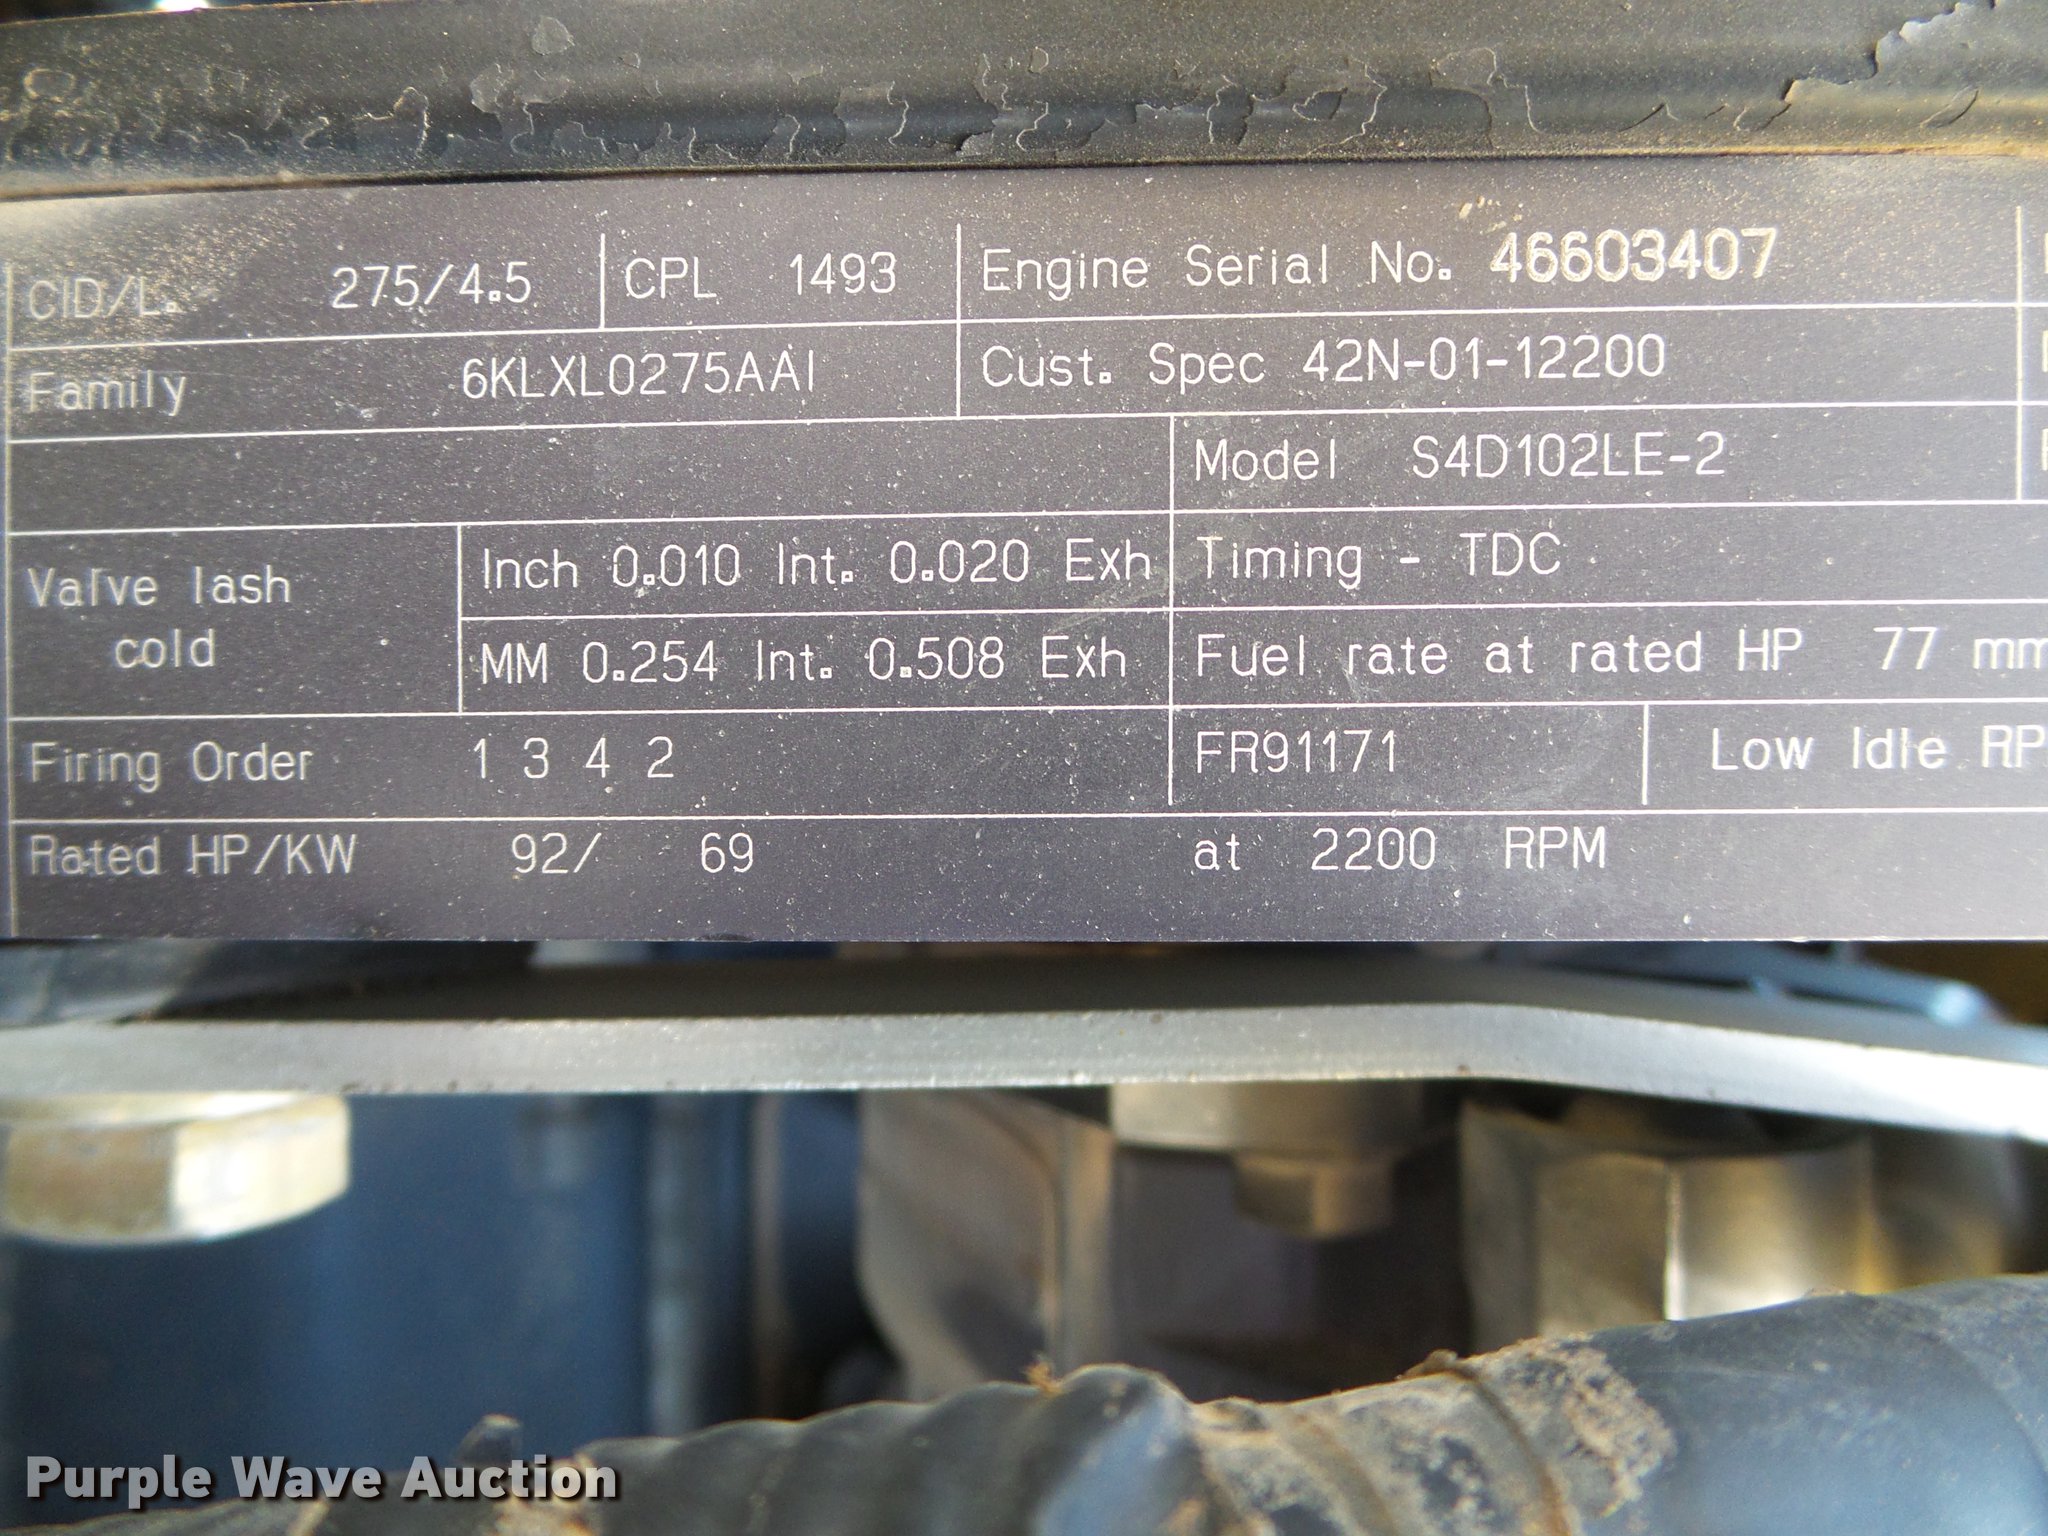 CID/L. 275/4.5 CPL 1493 Engine Serial No. 46603407
Family 6KLXL0275AAI Cust. Spec 42N-01-12200
Model S4D102LE-2
Valve lash cold Inch 0.010 Int. 0.020 Exh Timing - TDC
MM 0.254 Int. 0.508 Exh Fuel rate at rated HP 77 mm
Firing Order 1 3 4 2 FR91171 Low Idle RP
Rated HP/KW 92/ 69 at 2200 RPM
Purple Wave Auction